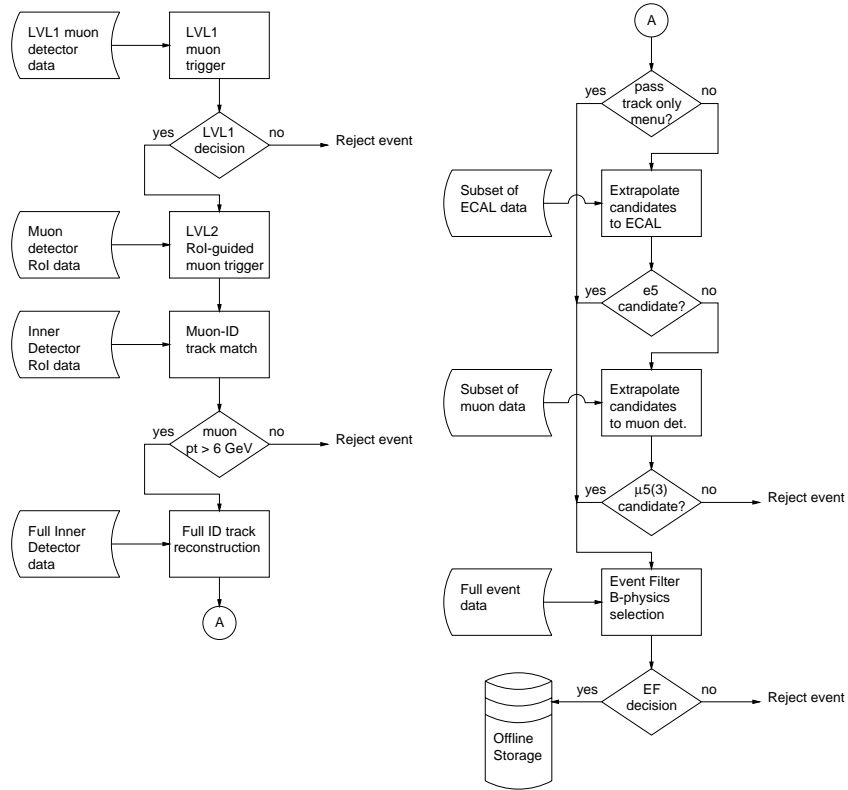 LVL1 muon
detector
data
LVL1
muon
trigger
yes
LVL1
decision
no
Reject event
Muon
detector
RoI data
LVL2
RoI-guided
muon trigger
Inner
Detector
RoI data
Muon-ID
track match
yes
muon
pt > 6 GeV
no
Reject event
Full Inner
Detector
data
Full ID track
reconstruction
A
A
yes
pass
track only
menu?
no
Subset of
ECAL data
Extrapolate
candidates
to ECAL
yes
e5
candidate?
no
Subset of
muon data
Extrapolate
candidates
to muon det.
yes
μ5(3)
candidate?
no
Reject event
Full event
data
Event Filter
B-physics
selection
yes
EF
decision
no
Reject event
Offline
Storage